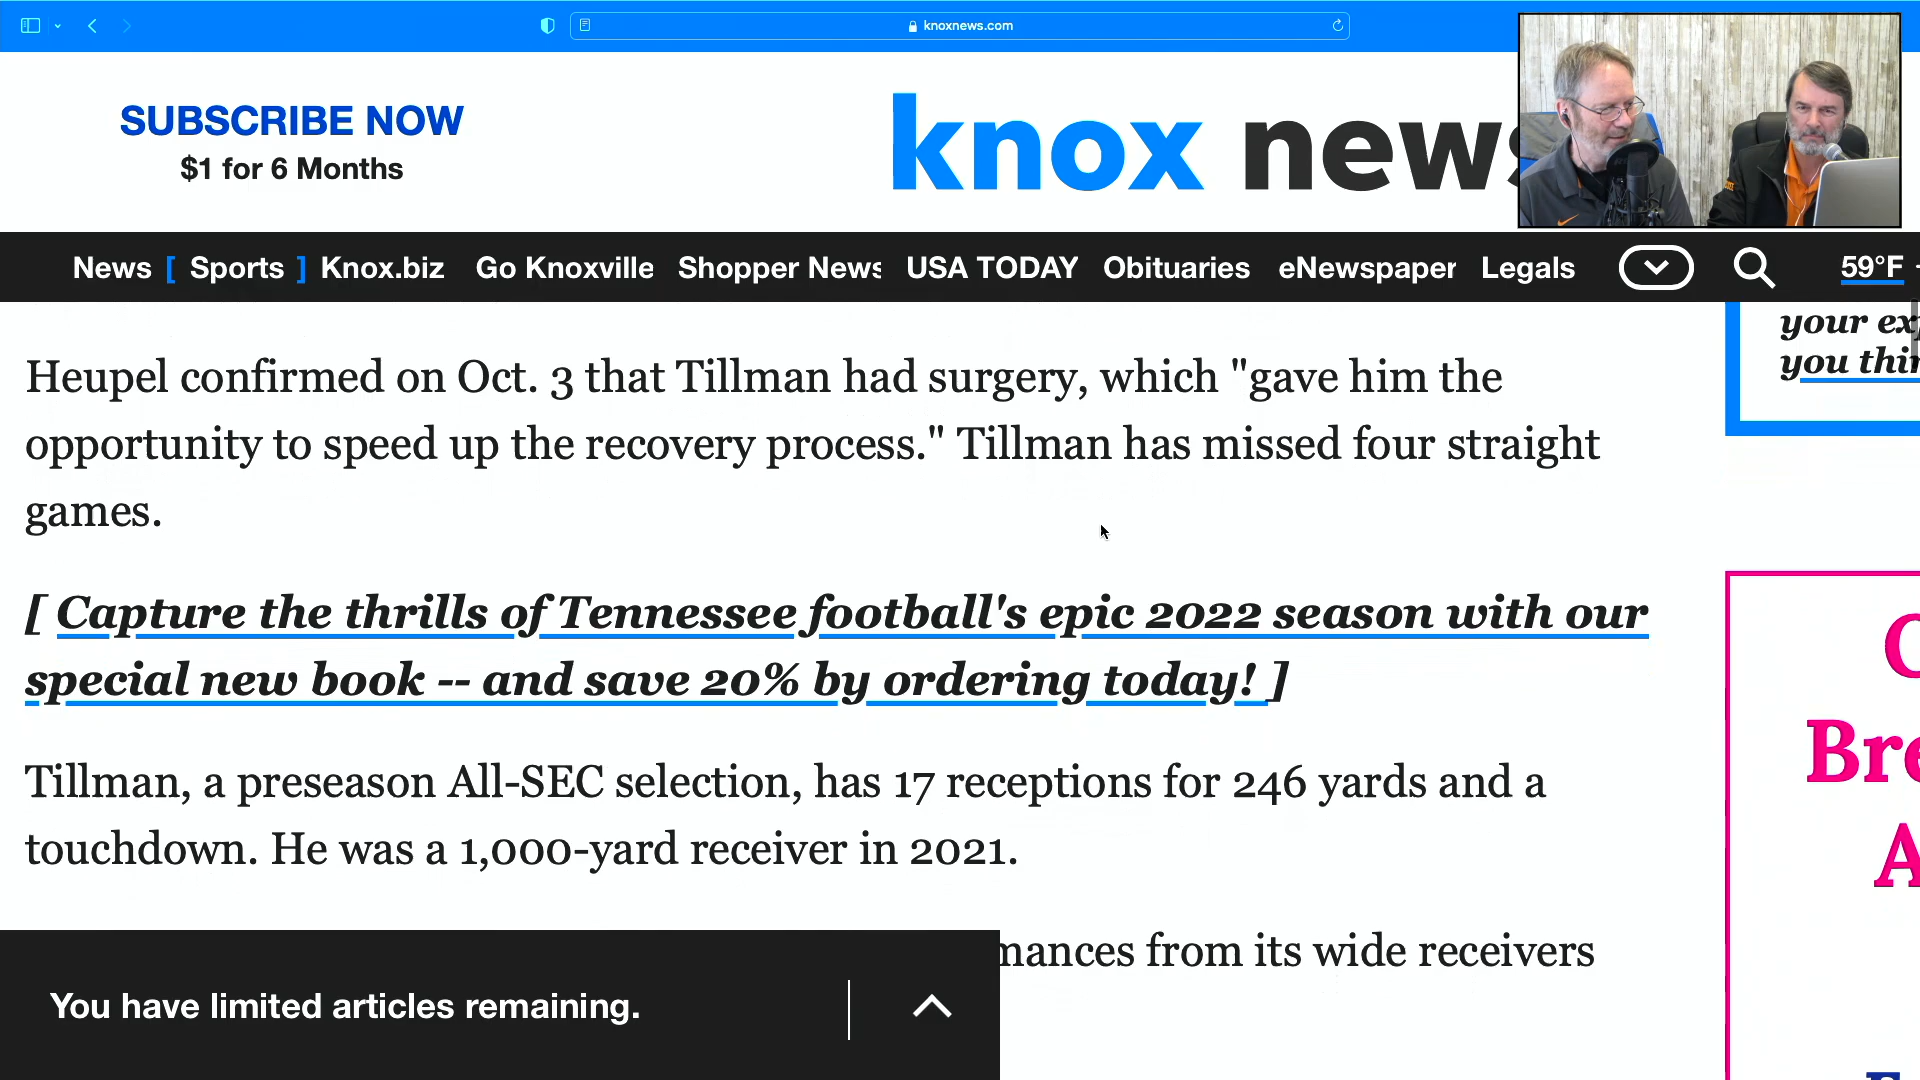 knoxnews.com
SUBSCRIBE NOW
$1 for 6 Months
knox news
News [ Sports ] Knox.biz Go Knoxville Shopper News USA TODAY Obituaries eNewspaper Legals 59°F
your
you
Heupel confirmed on Oct. 3 that Tillman had surgery, which "gave him the
opportunity to speed up the recovery process." Tillman has missed four straight
games.
[ Capture the thrills of Tennessee football's epic 2022 season with our
special new book -- and save 20% by ordering today! ]
Tillman, a preseason All-SEC selection, has 17 receptions for 246 yards and a
touchdown. He was a 1,000-yard receiver in 2021.
from its wide receivers
You have limited articles remaining.